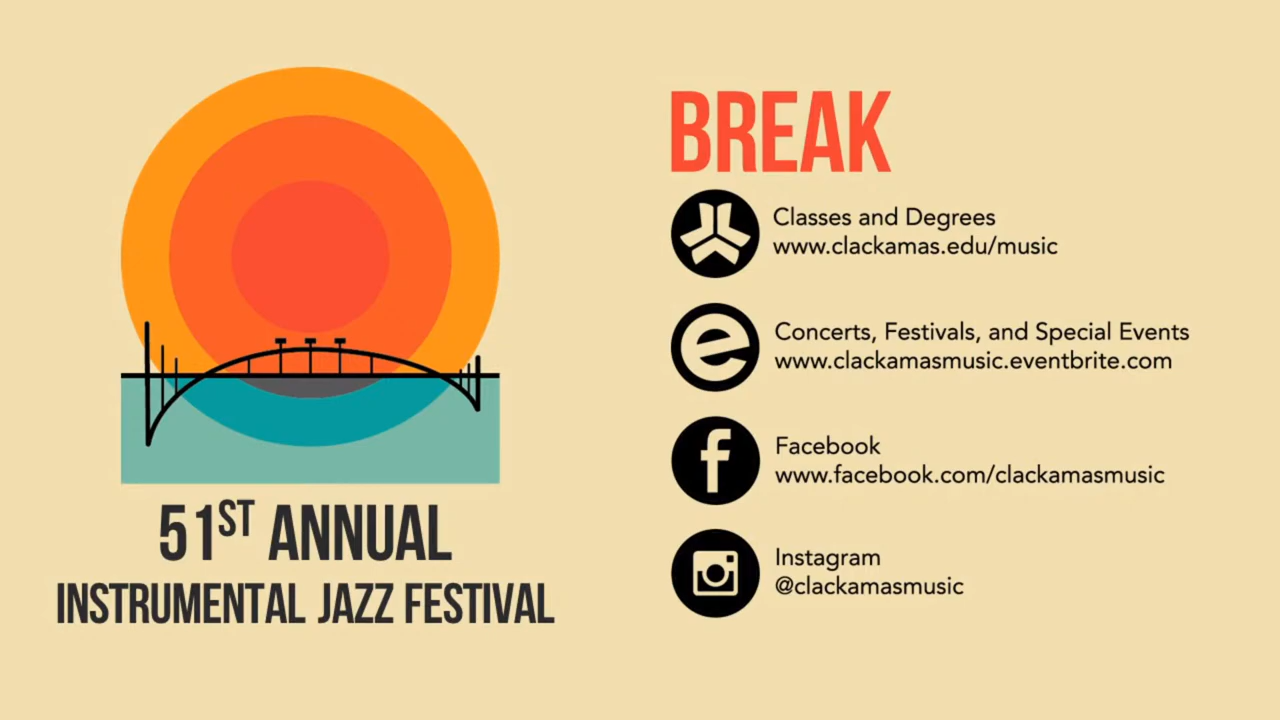 51ST ANNUAL
INSTRUMENTAL JAZZ FESTIVAL
BREAK
Classes and Degrees
www.clackamas.edu/music
Concerts, Festivals, and Special Events
www.clackamasmusic.eventbrite.com
Facebook
www.facebook.com/clackamasmusic
Instagram
@clackamasmusic